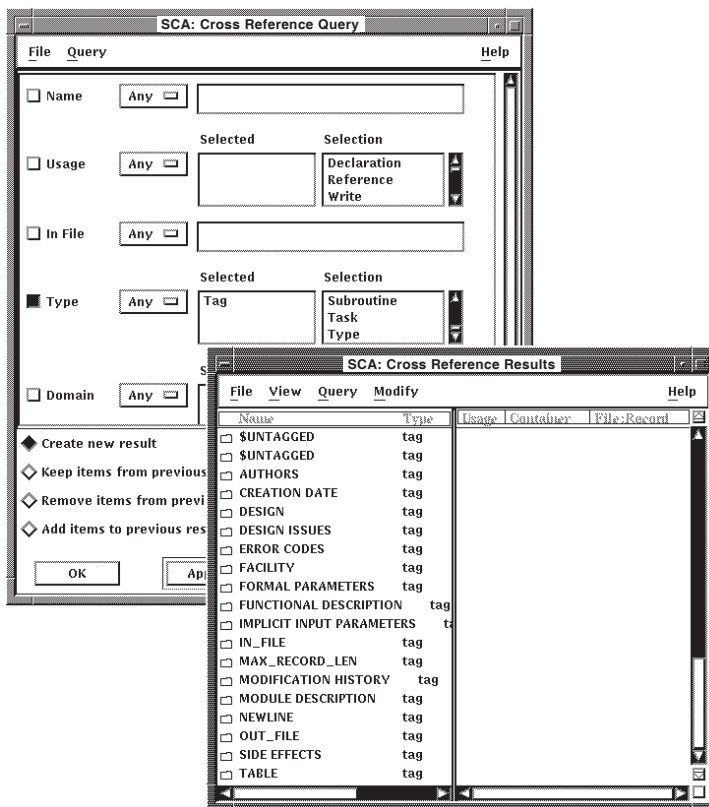 SCA: Cross Reference Query
File Query Help
Name Any
Selected Selection
Usage Any Declaration
Reference
Write
In File Any
Selected Selection
Type Any Tag Subroutine
Task
Type
S
Domain Any
Create new result
Keep items from previous
Remove items from previ
Add items to previous res
OK Ap
SCA: Cross Reference Results
File View Query Modify Help
Name Type Usage Container File:Record
$UNTAGGED tag
$UNTAGGED tag
AUTHORS tag
CREATION DATE tag
DESIGN tag
DESIGN ISSUES tag
ERROR CODES tag
FACILITY tag
FORMAL PARAMETERS tag
FUNCTIONAL DESCRIPTION tag
IMPLICIT INPUT PARAMETERS ta
IN_FILE tag
MAX_RECORD_LEN tag
MODIFICATION HISTORY tag
MODULE DESCRIPTION tag
NEWLINE tag
OUT_FILE tag
SIDE EFFECTS tag
TABLE tag